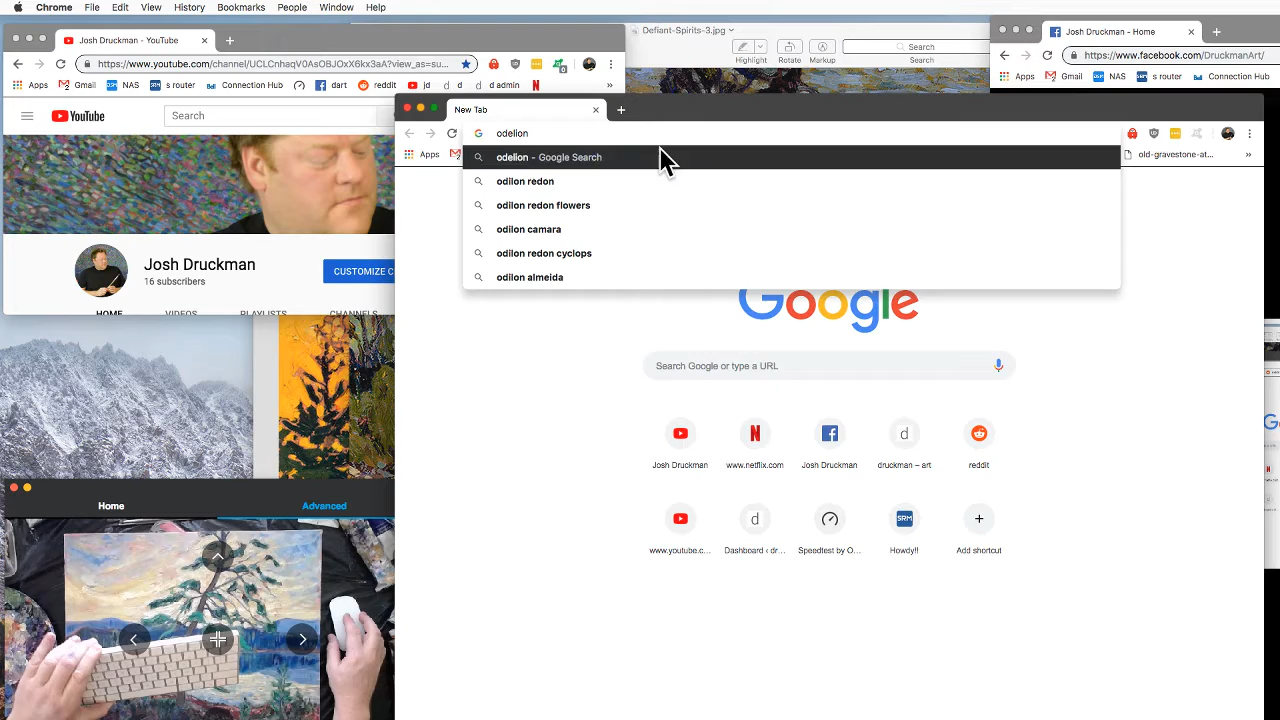 Chrome File Edit View History Bookmarks People Window Help
Josh Druckman - YouTube
https://www.youtube.com/channel/UCLCnhaqV0AsOBJOxX6kx3aA?view_as=su...
Apps Gmail NAS s router Connection Hub dart reddit jd d d admin »
YouTube
Search
Josh Druckman
16 subscribers
CUSTOMIZE C
HOME VIDEOS PLAYLISTS CHANNELS
Defiant-Spirits-3.jpg
Highlight Rotate Markup Search
Search
Josh Druckman - Home
https://www.facebook.com/DruckmanArt/
Apps Gmail NAS s router Connection Hub
New Tab
odelion
Apps
old-gravestone-at... »
odelion - Google Search
odilon redon
odilon redon flowers
odilon camara
odilon redon cyclops
odilon almeida
Google
Search Google or type a URL
Josh Druckman www.netflix.com Josh Druckman druckman – art reddit
SRM
www.youtube.c... Dashboard ‹ dr... Speedtest by O... Howdy!! Add shortcut
Home Advanced